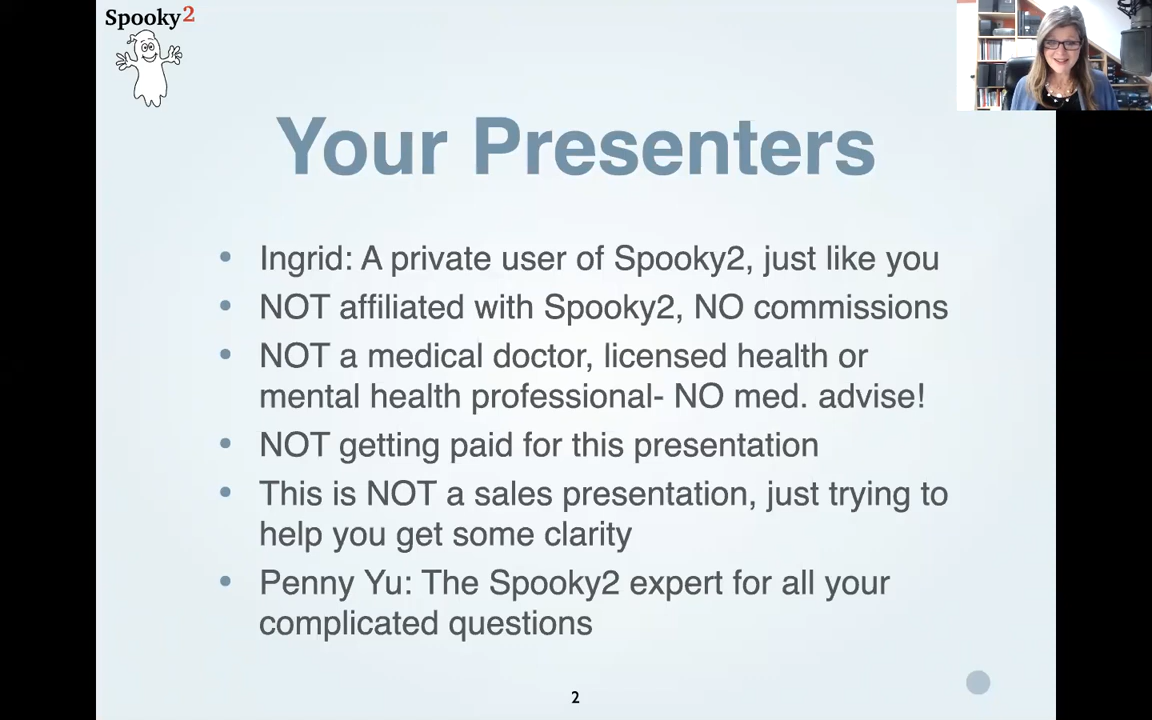 Spooky2
Your Presenters
• Ingrid: A private user of Spooky2, just like you
• NOT affiliated with Spooky2, NO commissions
• NOT a medical doctor, licensed health or
mental health professional- NO med. advise!
• NOT getting paid for this presentation
• This is NOT a sales presentation, just trying to
help you get some clarity
• Penny Yu: The Spooky2 expert for all your
complicated questions
2